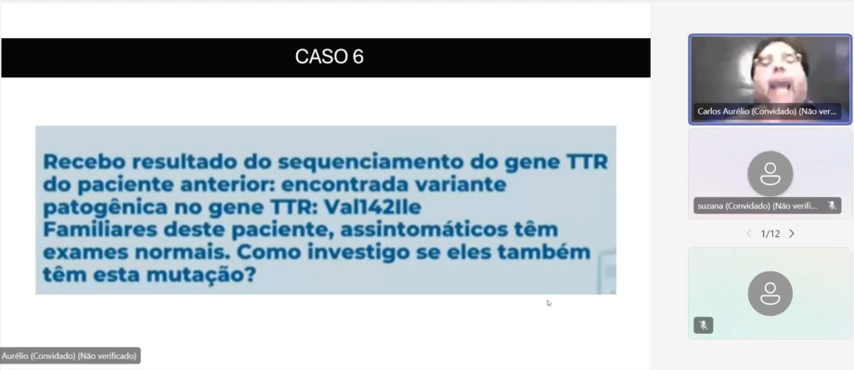 CASO 6
Recebo resultado do sequenciamento do gene TTR
do paciente anterior: encontrada variante
patogênica no gene TTR: Val142Ile
Familiares deste paciente, assintomáticos têm
exames normais. Como investigo se eles também
têm esta mutação?
Aurélio (Convidado) (Não verificado)
Carlos Aurélio (Convidado) (Não ver...
suzana (Convidado) (Não verifi...
1/12